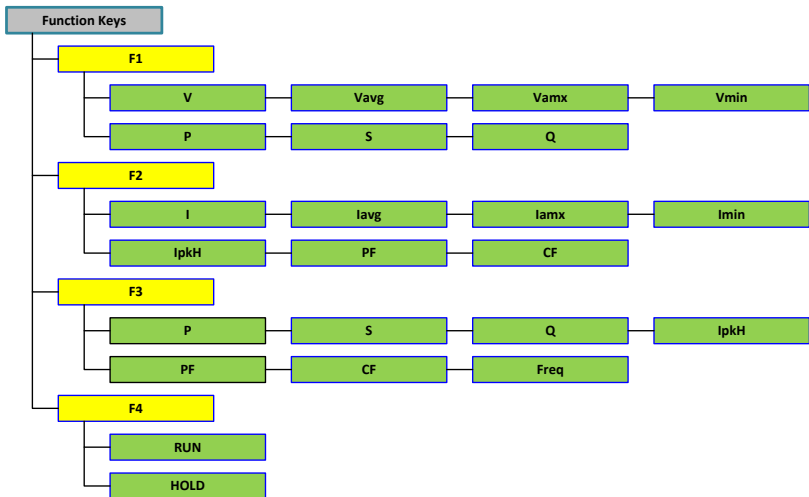 Function Keys
F1
V Vavg Vamx Vmin
P S Q
F2
I Iavg Iamx Imin
IpkH PF CF
F3
P S Q IpkH
PF CF Freq
F4
RUN
HOLD